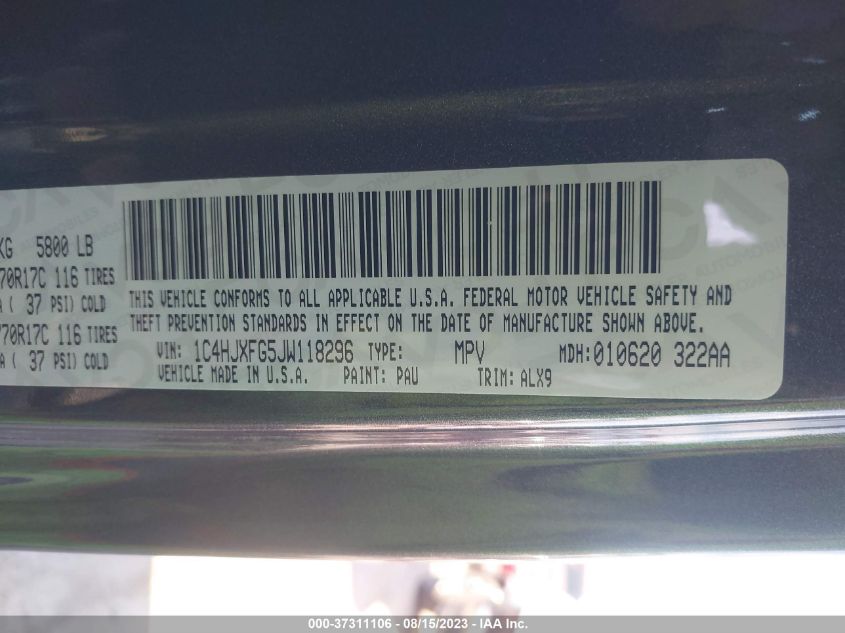 KG 5800 LB
70R17C 116 TIRES
A ( 37 PSI) COLD
70R17C 116 TIRES
A ( 37 PSI) COLD
THIS VEHICLE CONFORMS TO ALL APPLICABLE U.S.A. FEDERAL MOTOR VEHICLE SAFETY AND
THEFT PREVENTION STANDARDS IN EFFECT ON THE DATE OF MANUFACTURE SHOWN ABOVE.
VIN: 1C4HJXFG5JW118296 TYPE: MPV MDH:010620 322AA
VEHICLE MADE IN U.S.A. PAINT: PAU TRIM: ALX9
000-37311106 - 08/15/2023 - IAA Inc.